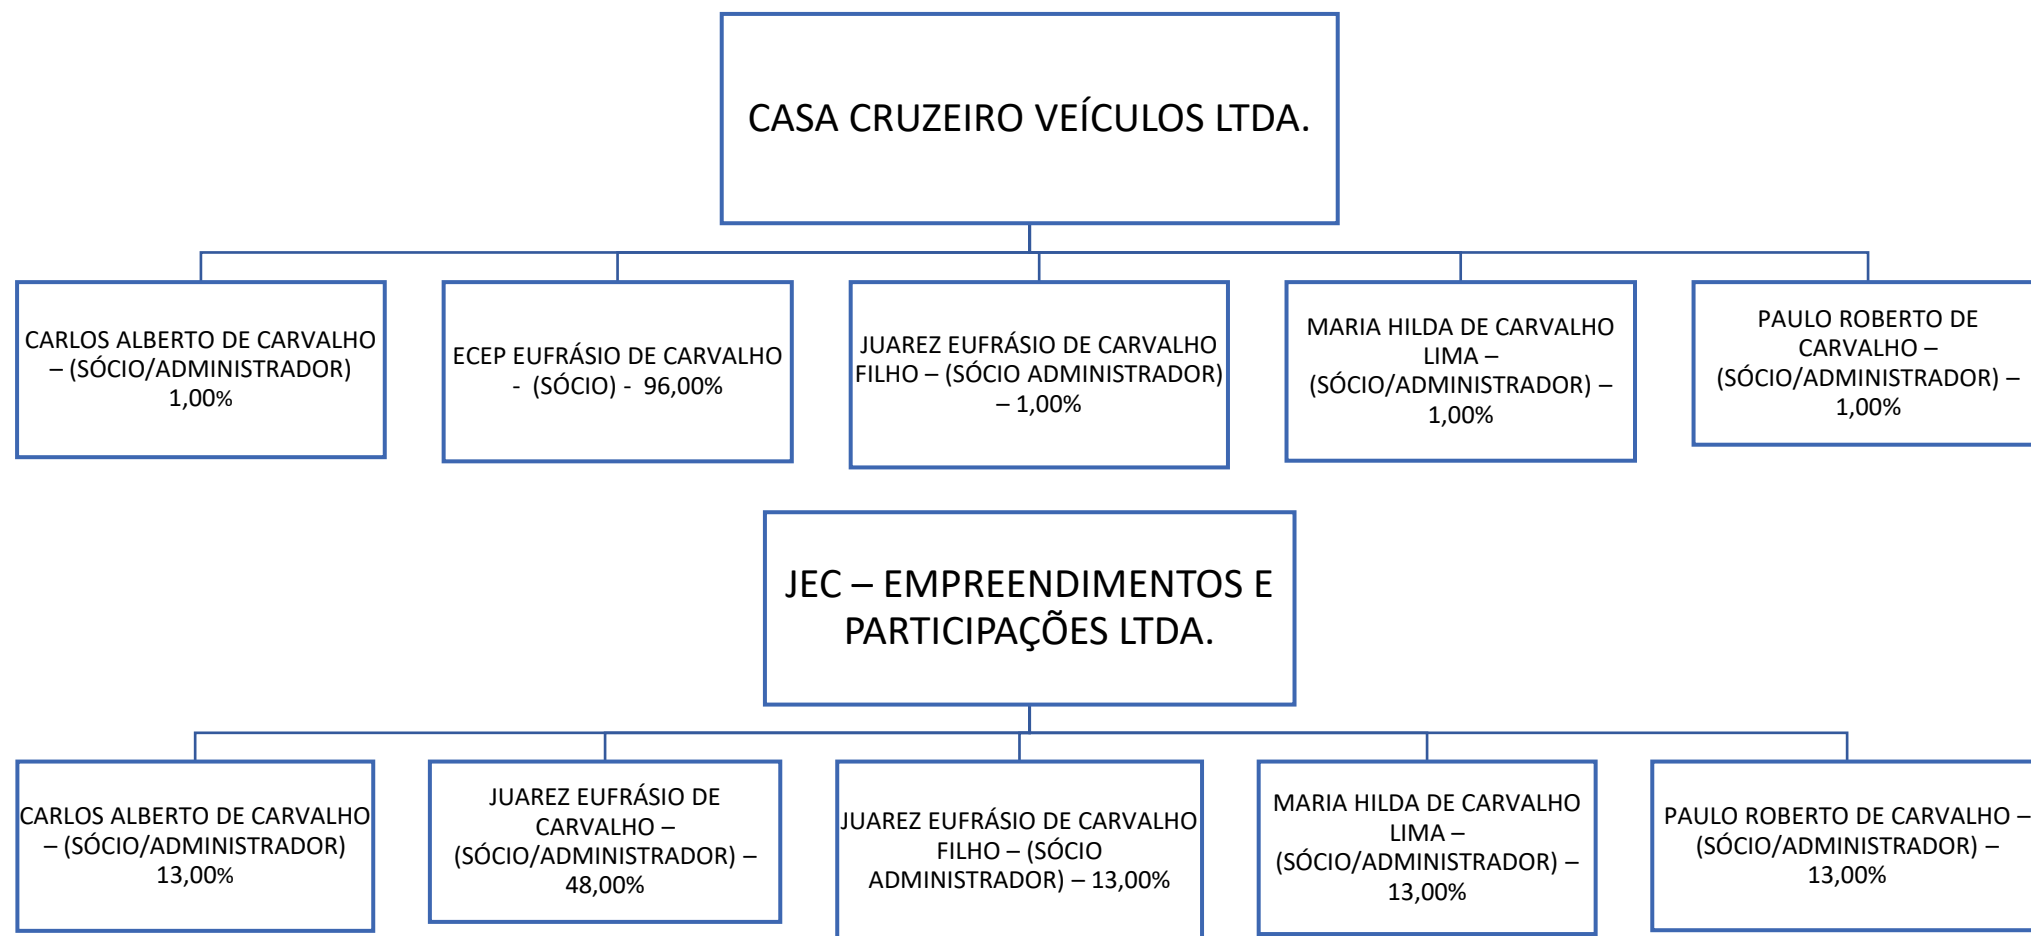 CASA CRUZEIRO VEÍCULOS LTDA.
CARLOS ALBERTO DE CARVALHO
– (SÓCIO/ADMINISTRADOR)
1,00%
ECEP EUFRÁSIO DE CARVALHO
- (SÓCIO) - 96,00%
JUAREZ EUFRÁSIO DE CARVALHO
FILHO – (SÓCIO ADMINISTRADOR)
– 1,00%
MARIA HILDA DE CARVALHO
LIMA –
(SÓCIO/ADMINISTRADOR) –
1,00%
PAULO ROBERTO DE
CARVALHO –
(SÓCIO/ADMINISTRADOR) –
1,00%
JEC – EMPREENDIMENTOS E
PARTICIPAÇÕES LTDA.
CARLOS ALBERTO DE CARVALHO
– (SÓCIO/ADMINISTRADOR)
13,00%
JUAREZ EUFRÁSIO DE
CARVALHO –
(SÓCIO/ADMINISTRADOR) –
48,00%
JUAREZ EUFRÁSIO DE CARVALHO
FILHO – (SÓCIO
ADMINISTRADOR) – 13,00%
MARIA HILDA DE CARVALHO
LIMA –
(SÓCIO/ADMINISTRADOR) –
13,00%
PAULO ROBERTO DE CARVALHO –
(SÓCIO/ADMINISTRADOR) –
13,00%